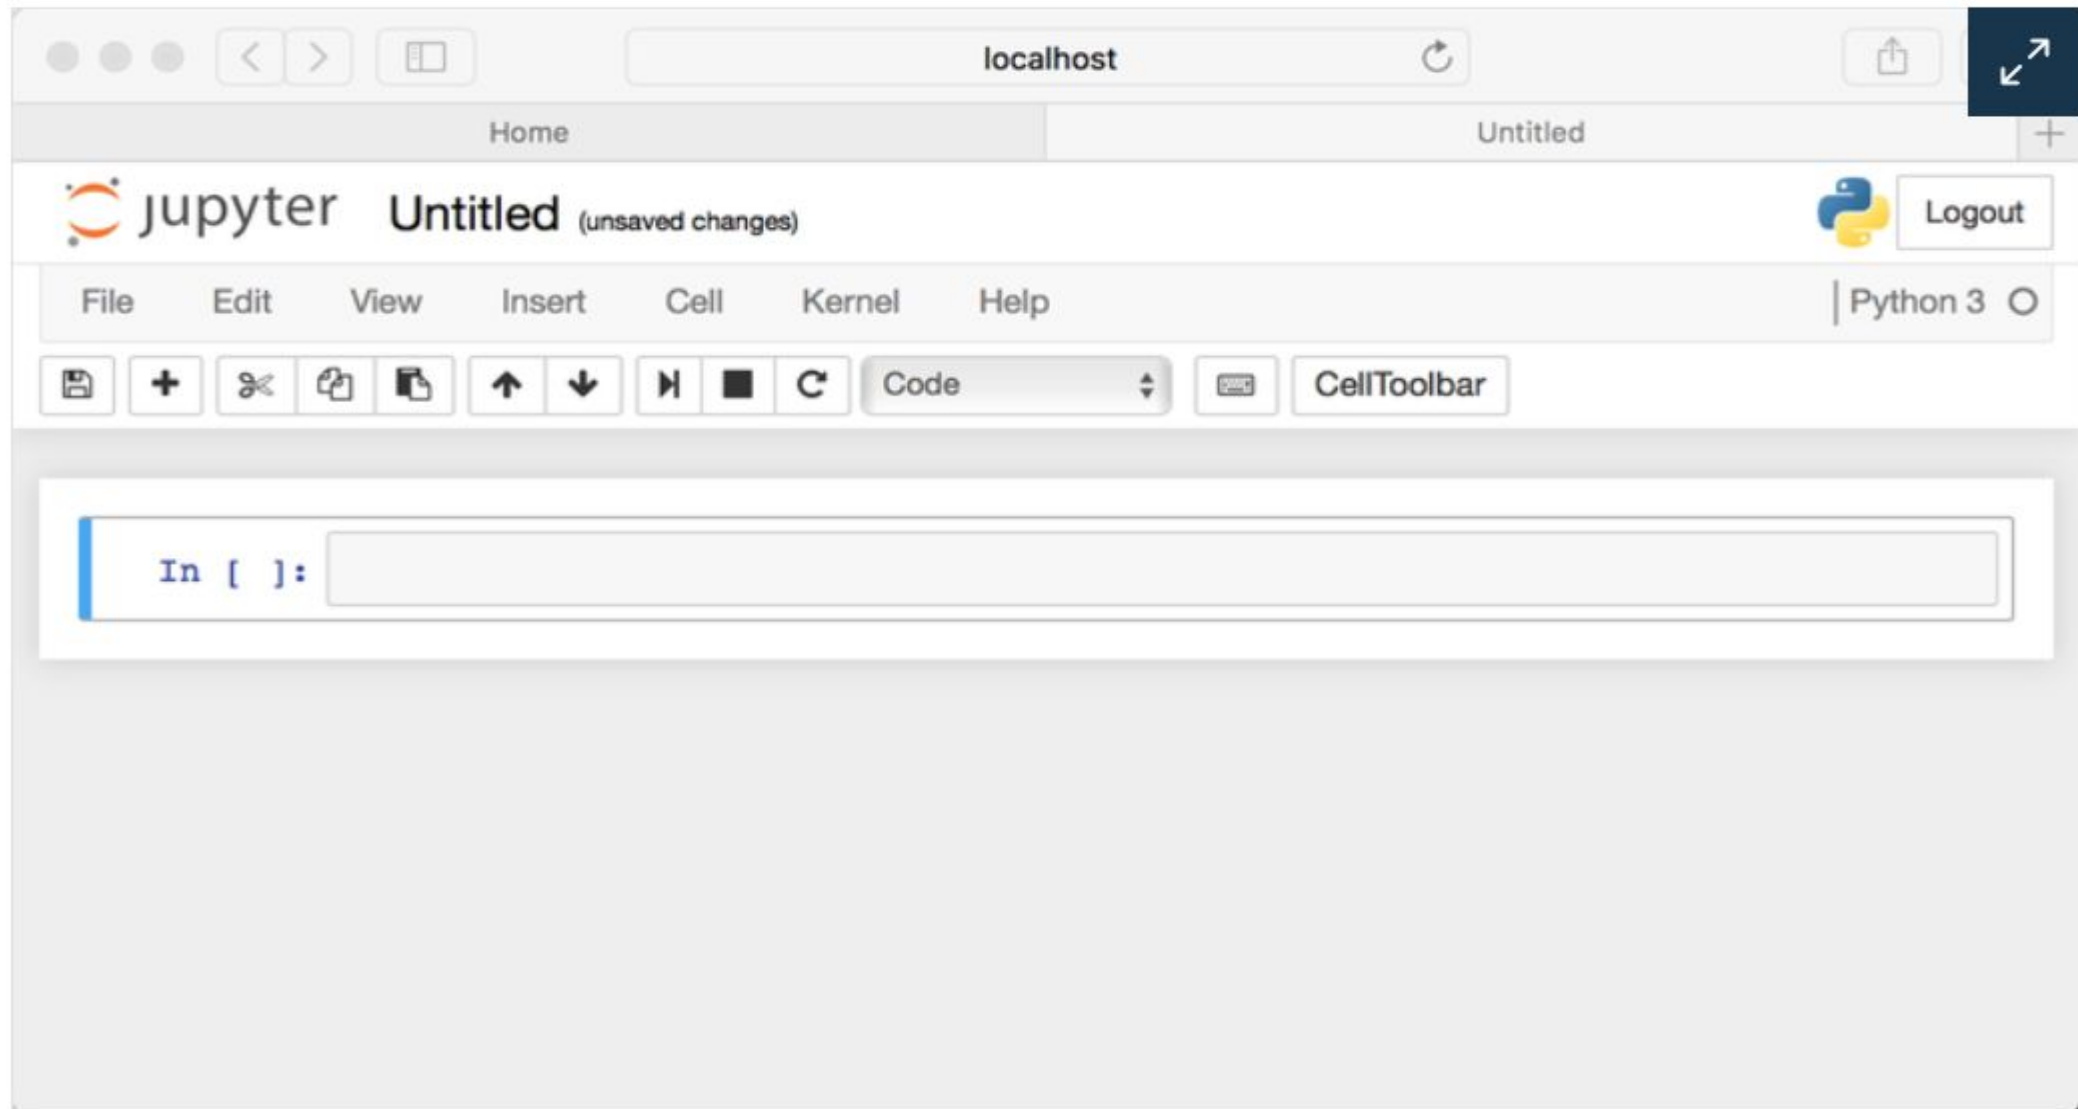 localhost
Home Untitled
jupyter Untitled (unsaved changes) Logout
File Edit View Insert Cell Kernel Help | Python 3
Code CellToolbar
In [ ]: